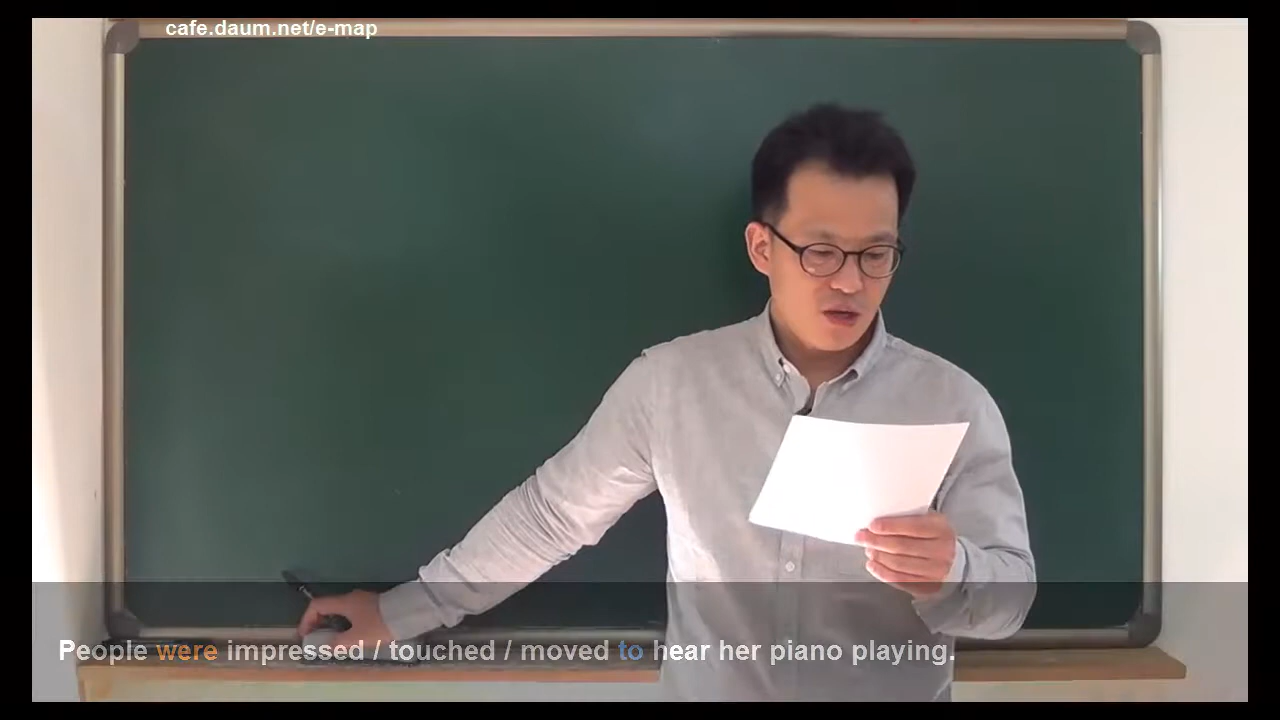 cafe.daum.net/e-map
People were impressed / touched / moved to hear her piano playing.